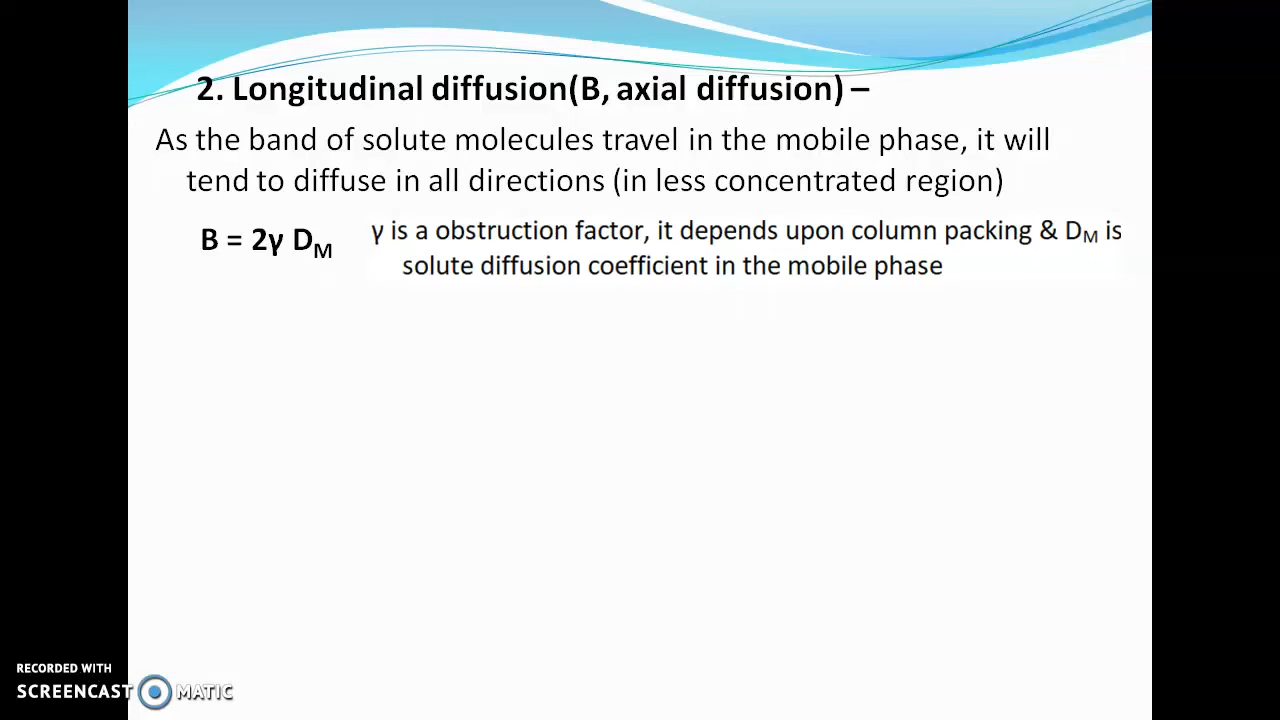 2. Longitudinal diffusion(B, axial diffusion) –
As the band of solute molecules travel in the mobile phase, it will
tend to diffuse in all directions (in less concentrated region)
B = 2γ D_M
γ is a obstruction factor, it depends upon column packing & D_M is
solute diffusion coefficient in the mobile phase
RECORDED WITH
SCREENCAST MATIC